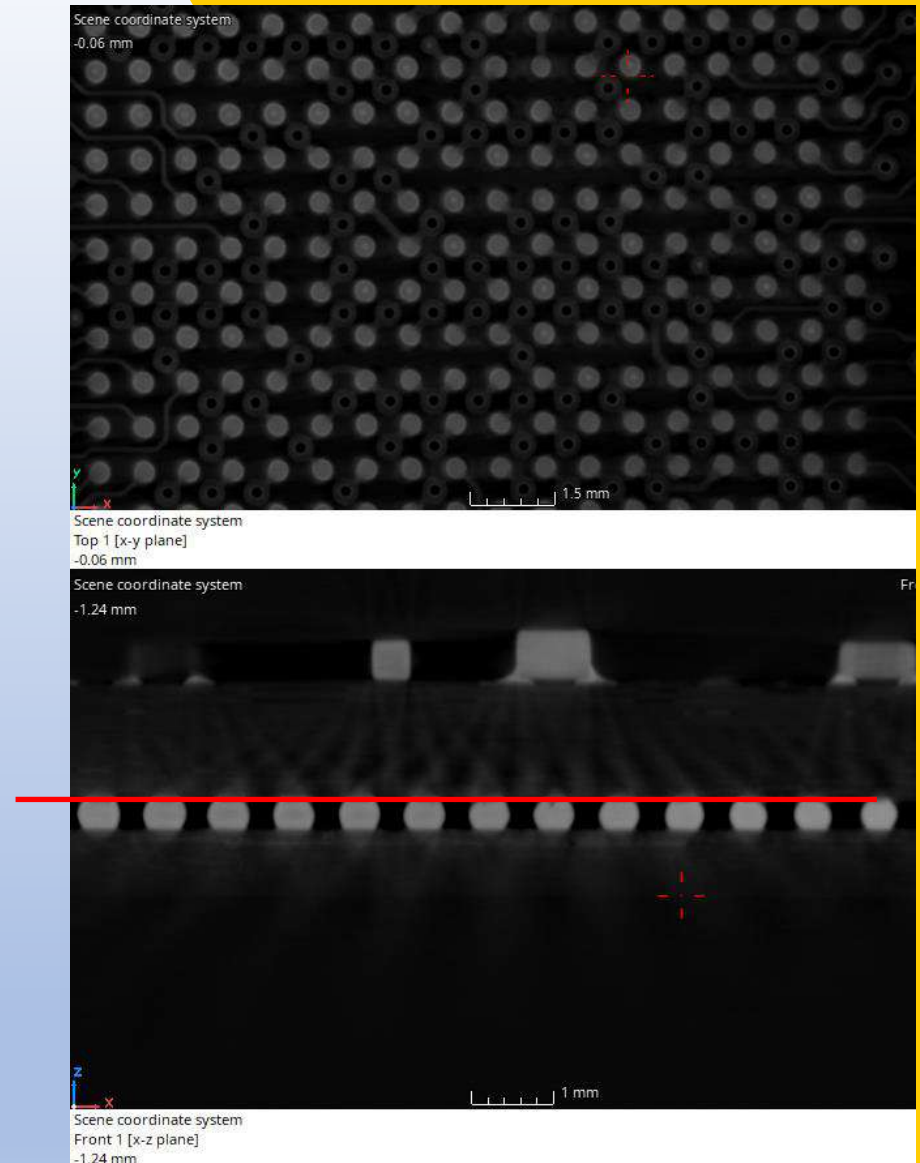 Scene coordinate system
-0.06 mm
y
x
1.5 mm
Scene coordinate system
Top 1 [x-y plane]
-0.06 mm
Scene coordinate system
Fr
-1.24 mm
z
x
1 mm
Scene coordinate system
Front 1 [x-z plane]
-1.24 mm